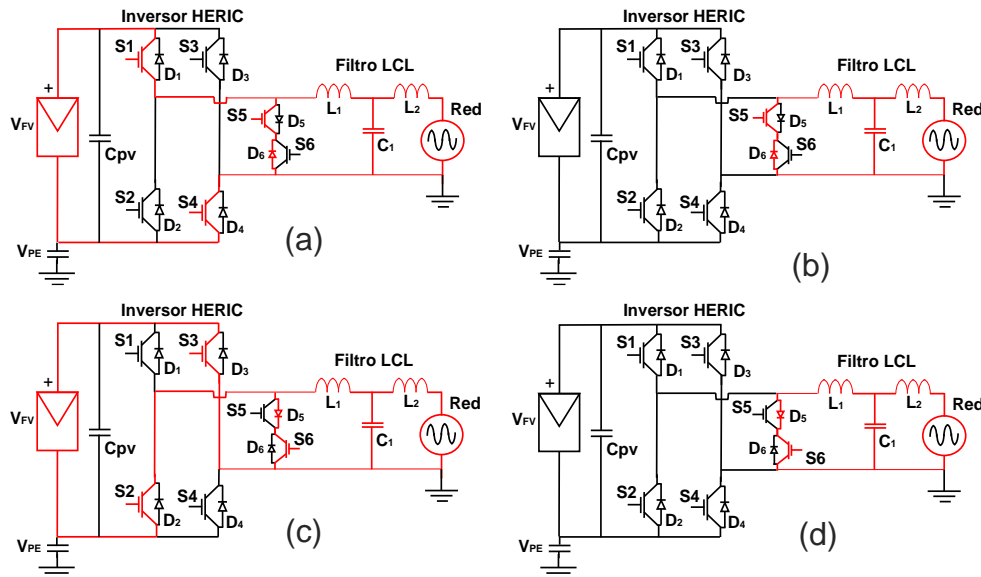 Inversor HERIC
S1
S3
D1
D3
Filtro LCL
+
L1
L2
Red
VFV
Cpv
S5
D5
C1
D6
S6
S2
S4
D2
D4
VPE
(a)
Inversor HERIC
S1
S3
D1
D3
Filtro LCL
+
L1
L2
Red
VFV
Cpv
S5
D5
C1
D6
S6
S2
S4
D2
D4
VPE
(b)
Inversor HERIC
S1
S3
D1
D3
Filtro LCL
+
L1
L2
Red
VFV
Cpv
S5
D5
C1
D6
S6
S2
S4
D2
D4
VPE
(c)
Inversor HERIC
S1
S3
D1
D3
Filtro LCL
+
L1
L2
Red
VFV
Cpv
S5
D5
C1
D6
S6
S2
S4
D2
D4
VPE
(d)